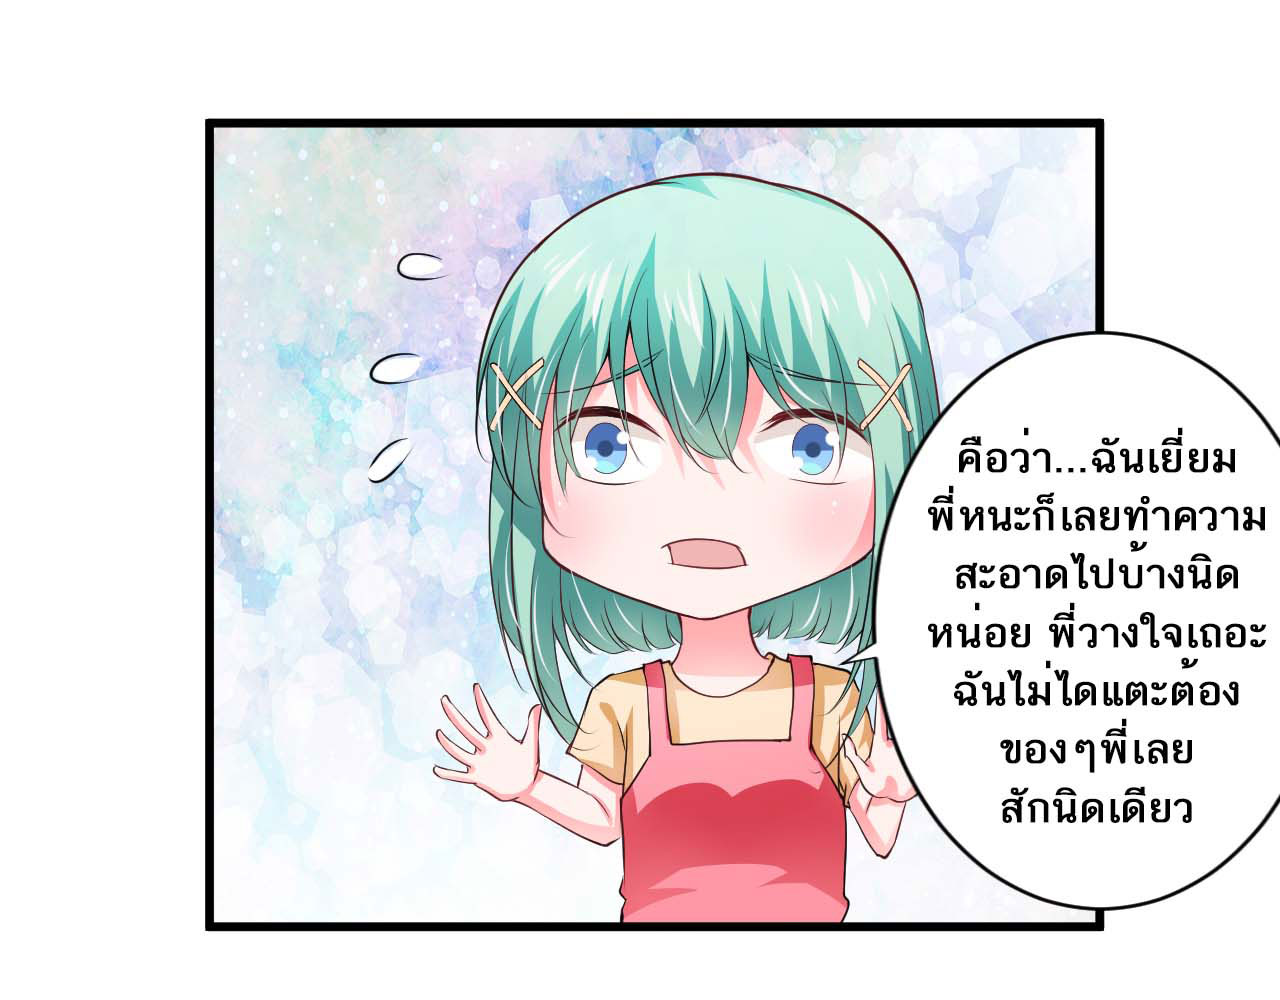 คือว่า...ฉันเยี่ยม
พี่หนะก็เลยทำความ
สะอาดไปบ้างนิด
หน่อย พี่วางใจเถอะ
ฉันไม่ไดแตะต้อง
ของๆพี่เลย
สักนิดเดียว